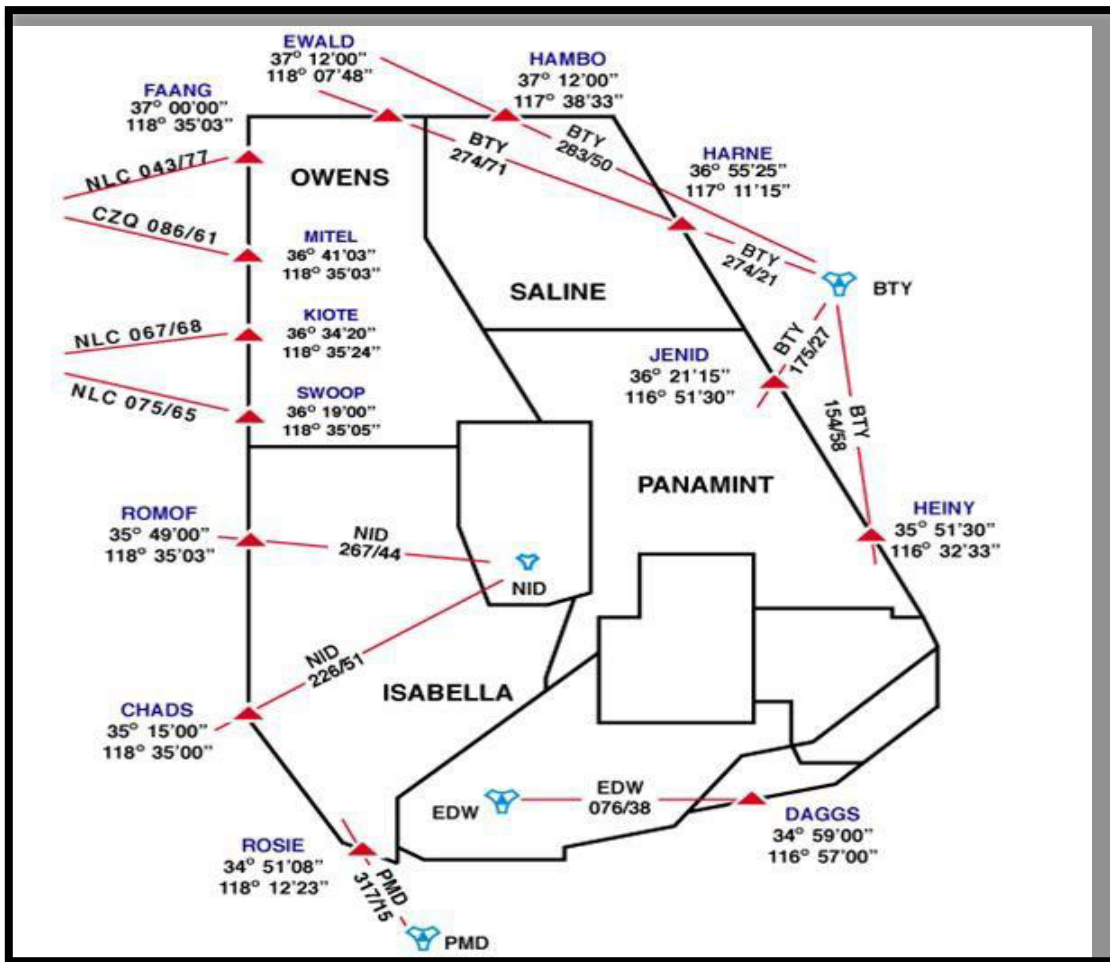 EWALD
37° 12'00”
118° 07'48”
HAMBO
37° 12'00”
117° 38'33”
FAANG
37° 00'00”
118° 35'03”
BTY
283/50
BTY
274/71
HARNE
36° 55'25”
117° 11'15”
NLC 043/77
OWENS
CZQ 086/61
MITEL
36° 41'03”
118° 35'03”
BTY
274/21
SALINE
BTY
KIOTE
36° 34'20”
118° 35'24”
NLC 067/68
BTY
175/27
JENID
36° 21'15”
116° 51'30”
SWOOP
36° 19'00”
118° 35'05”
NLC 075/65
BTY
154/58
PANAMINT
ROMOF
35° 49'00”
118° 35'03”
NID
267/44
HEINY
35° 51'30”
116° 32'33”
NID
NID
226/51
ISABELLA
CHADS
35° 15'00”
118° 35'00”
EDW
EDW
076/38
DAGGS
34° 59'00”
116° 57'00”
ROSIE
34° 51'08”
118° 12'23”
PMD
317/15
PMD